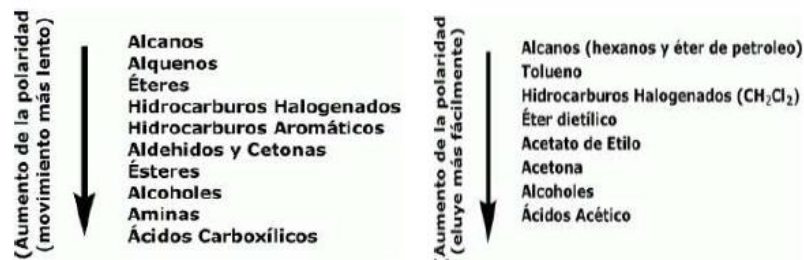 (Aumento de la polaridad
(movimiento más lento)
Alcanos
Alquenos
Éteres
Hidrocarburos Halogenados
Hidrocarburos Aromáticos
Aldehidos y Cetonas
Ésteres
Alcoholes
Aminas
Ácidos Carboxílicos
(Aumento de la polaridad
(eluye más fácilmente)
Alcanos (hexanos y éter de petroleo)
Tolueno
Hidrocarburos Halogenados (CH₂Cl₂)
Éter dietílico
Acetato de Etilo
Acetona
Alcoholes
Ácidos Acético